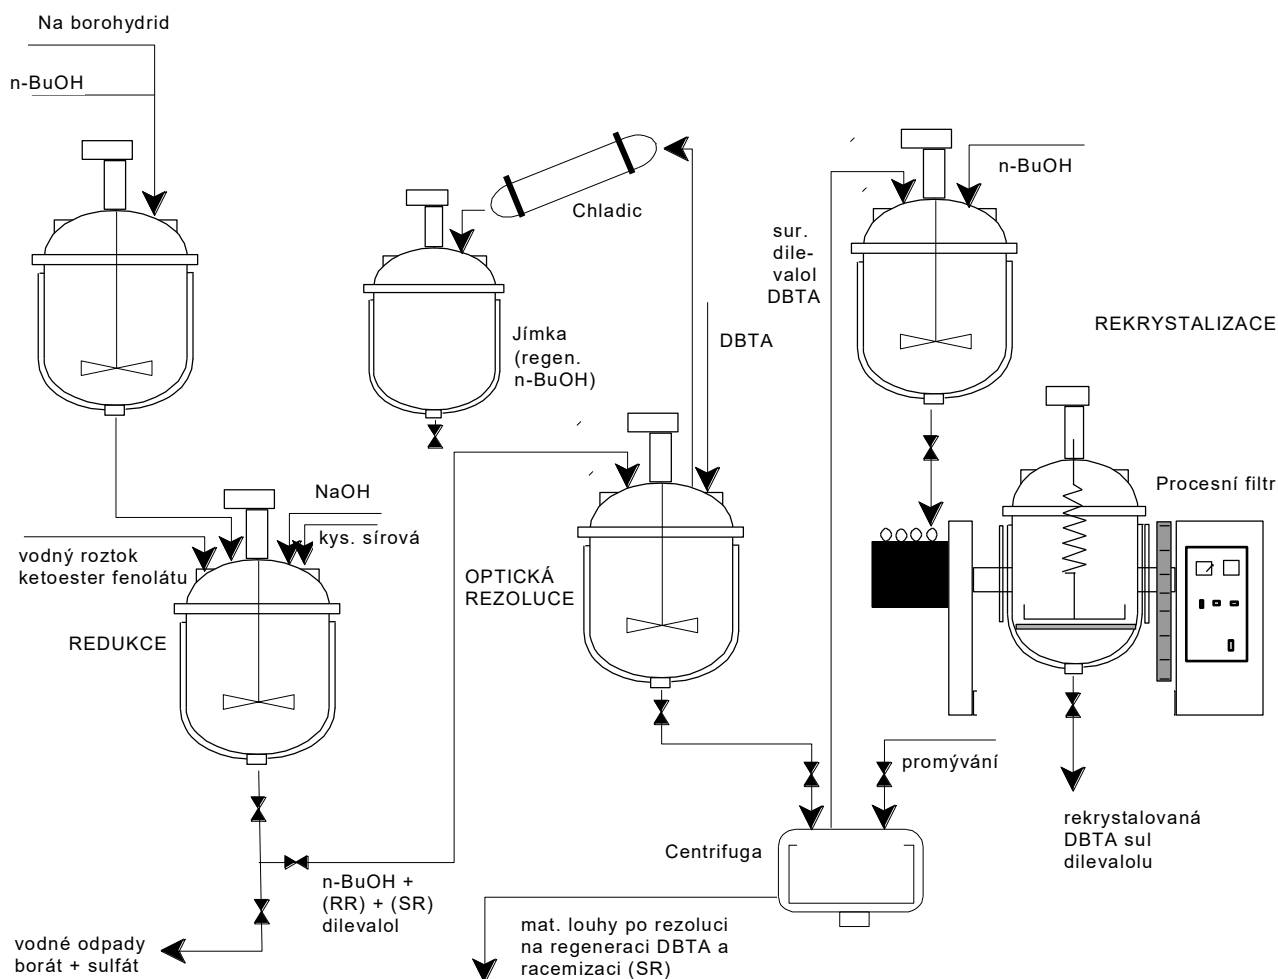 Na borohydrid
n-BuOH
Chladic
n-BuOH
sur.
dile-
valol
DBTA
REKRYSTALIZACE
Jímka
(regen.
n-BuOH)
DBTA
Procesní filtr
NaOH
kys. sírová
vodný roztok
ketoester fenolátu
OPTICKÁ
REZOLUCE
REDUKCE
promývání
rekrystalovaná
DBTA sul
dilevalolu
Centrifuga
n-BuOH +
(RR) + (SR)
dilevalol
mat. louhy po rezoluci
na regeneraci DBTA a
racemizaci (SR)
vodné odpady
borát + sulfát